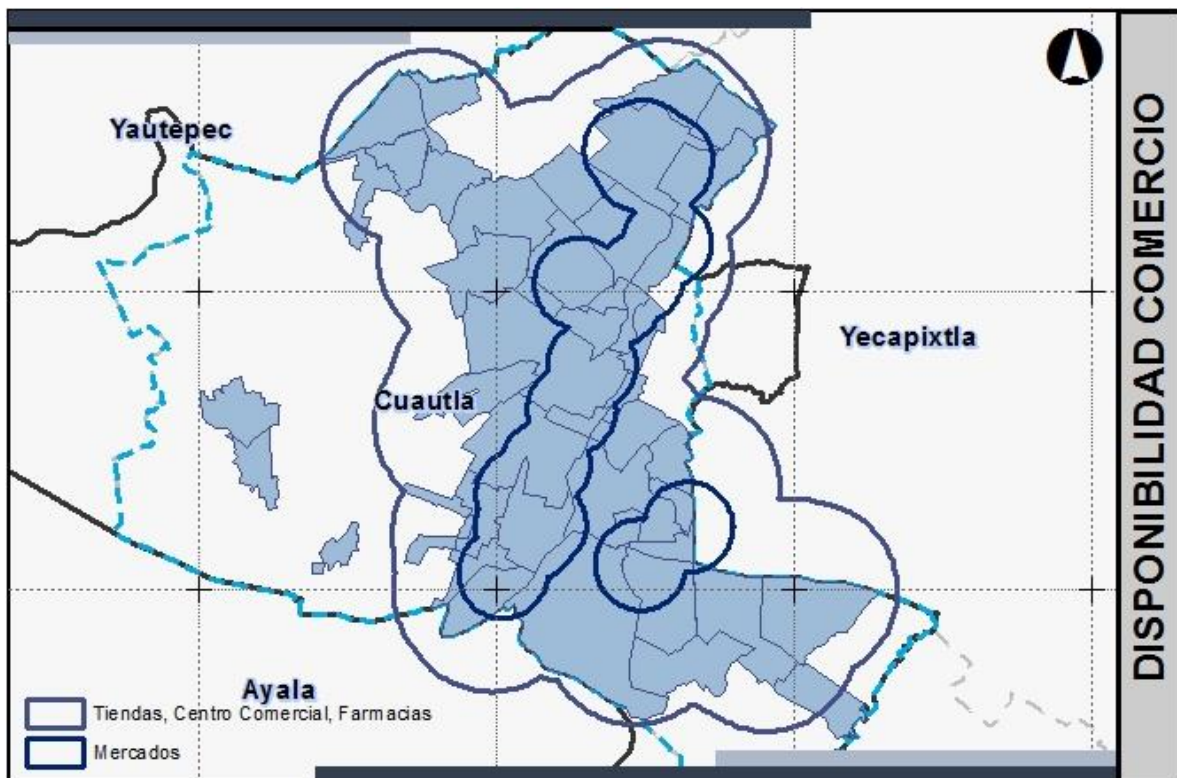 Yautepec
Yecapixtla
Cuautla
Ayala
Tiendas, Centro Comercial, Farmacias
Mercados
DISPONIBILIDAD COMERCIO